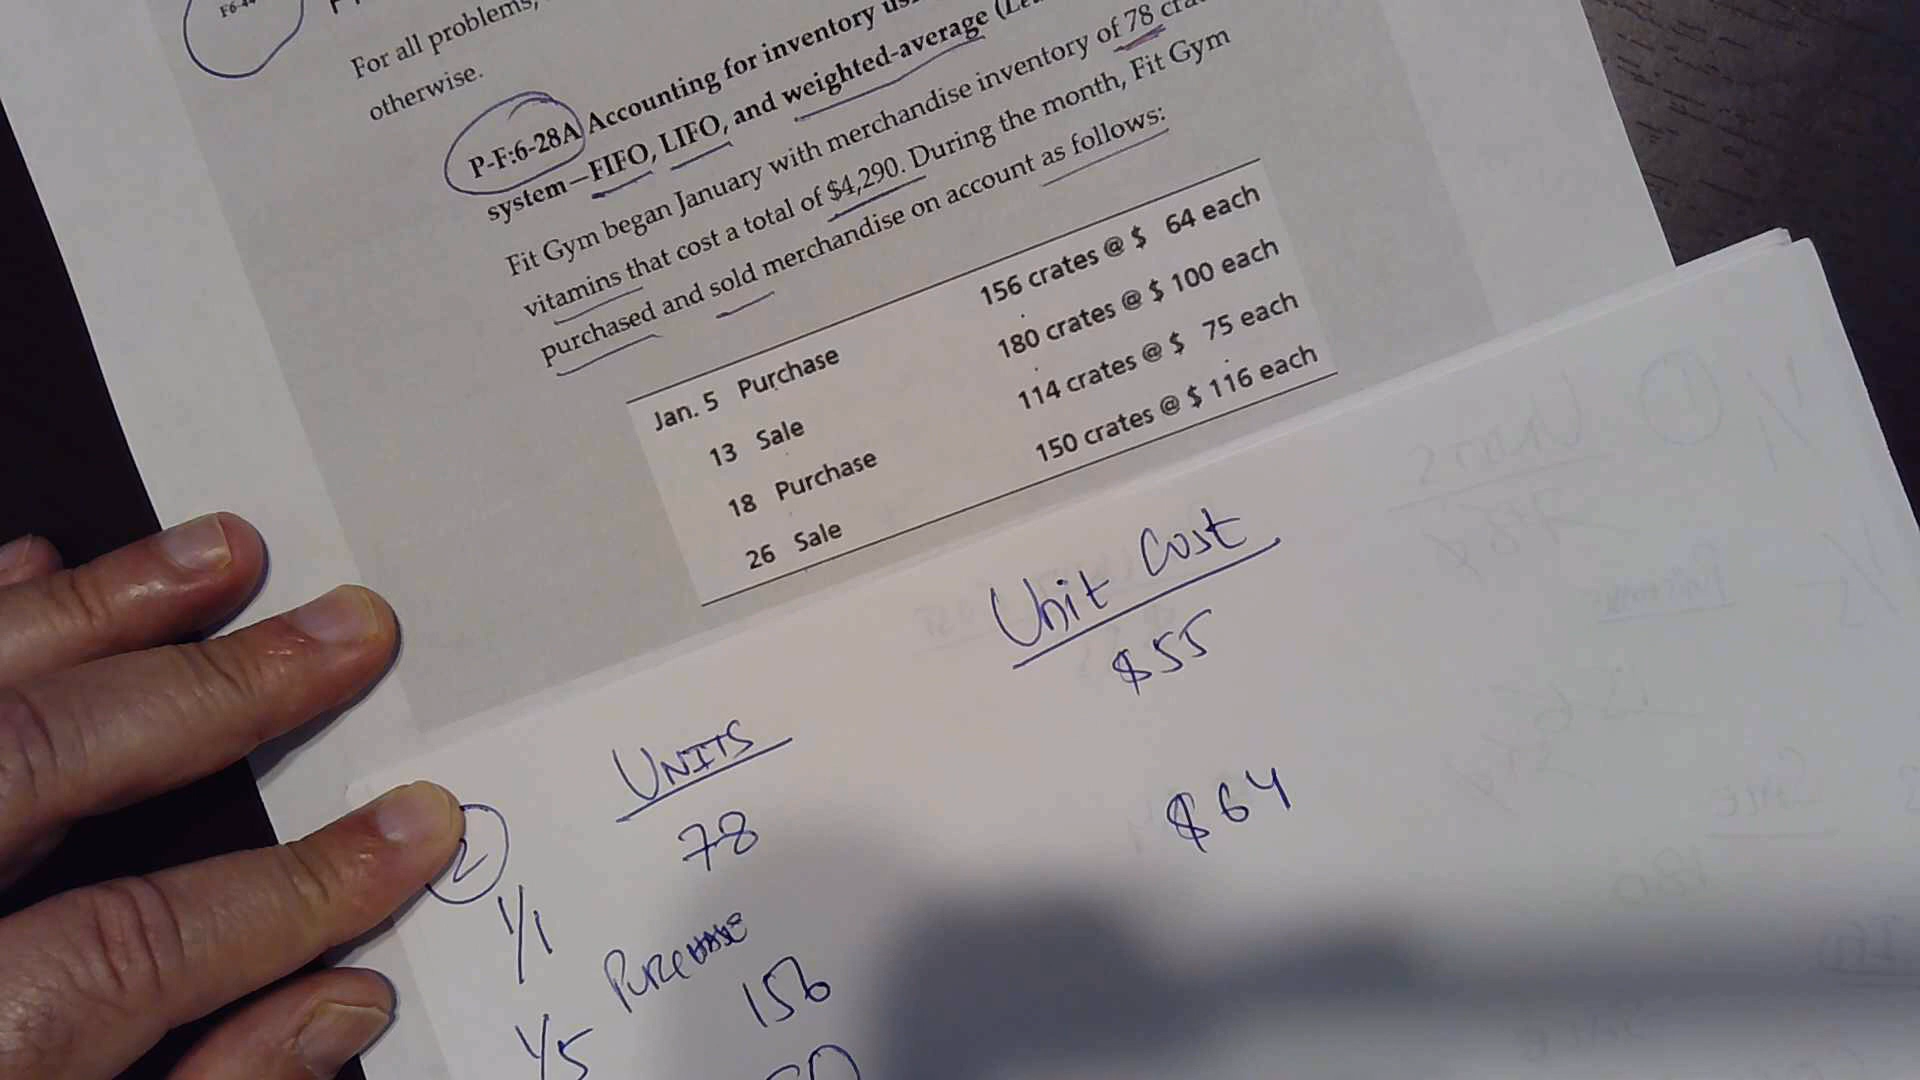 For all problems,
otherwise.
P-F:6-28A Accounting for inventory
system—FIFO, LIFO, and weighted-average
Fit Gym began January with merchandise inventory of 78
vitamins that cost a total of $4,290. During the month, Fit Gym
purchased and sold merchandise on account as follows:
Jan. 5 Purchase 156 crates @ $ 64 each
13 Sale 180 crates @ $ 100 each
18 Purchase 114 crates @ $ 75 each
26 Sale 150 crates @ $ 116 each
UNITS Unit Cost
2 1/1 78 $55
1/5 PURCHASE 156 $64